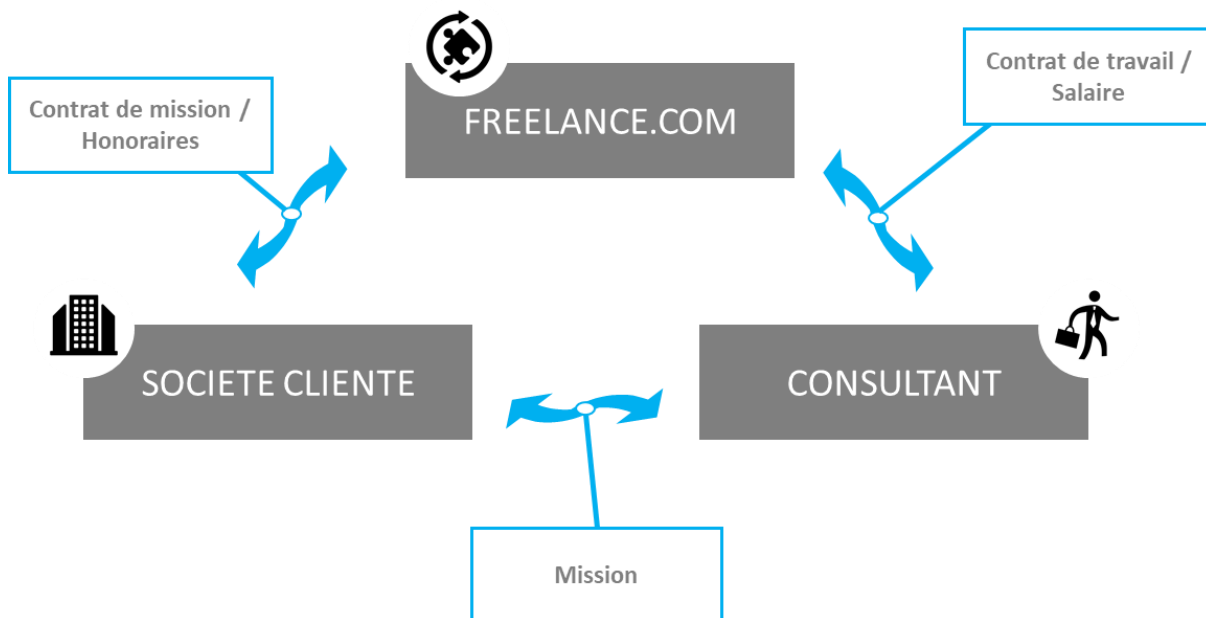 Contrat de mission /
Honoraires
FREELANCE.COM
Contrat de travail /
Salaire
SOCIETE CLIENTE
CONSULTANT
Mission